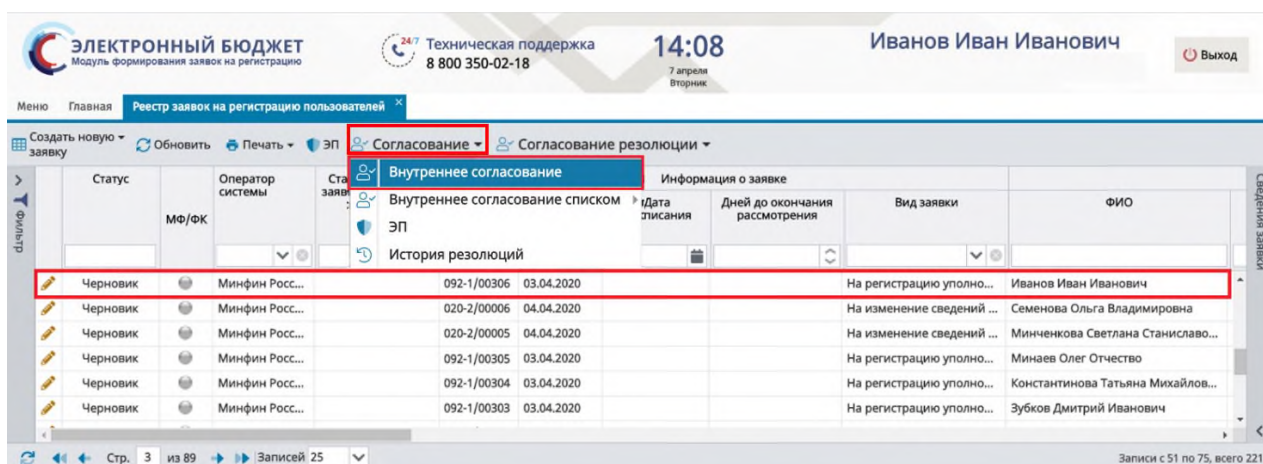 ЭЛЕКТРОННЫЙ БЮДЖЕТ
Модуль формирования заявок на регистрацию
24/7 Техническая поддержка
8 800 350-02-18
14:08
7 апреля
Вторник
Иванов Иван Иванович
Выход
Меню Главная Реестр заявок на регистрацию пользователей ×
Создать новую
заявку
Обновить Печать ЭП Согласование Согласование резолюции
Внутреннее согласование
Внутреннее согласование списком
ЭП
История резолюций
Фильтр
Сведения заявки
Информация о заявке
Статус МФ/ФК Оператор
системы
Дней до окончания
рассмотрения
Вид заявки ФИО
Черновик Минфин Росс... 092-1/00306 03.04.2020 На регистрацию уполно... Иванов Иван Иванович
Черновик Минфин Росс... 020-2/00006 04.04.2020 На изменение сведений ... Семенова Ольга Владимировна
Черновик Минфин Росс... 020-2/00005 04.04.2020 На изменение сведений ... Минченкова Светлана Станиславо...
Черновик Минфин Росс... 092-1/00305 03.04.2020 На регистрацию уполно... Минаев Олег Отчество
Черновик Минфин Росс... 092-1/00304 03.04.2020 На регистрацию уполно... Константинова Татьяна Михайлов...
Черновик Минфин Росс... 092-1/00303 03.04.2020 На регистрацию уполно... Зубков Дмитрий Иванович
Стр. 3 из 89 Записей 25 Записи с 51 по 75, всего 221